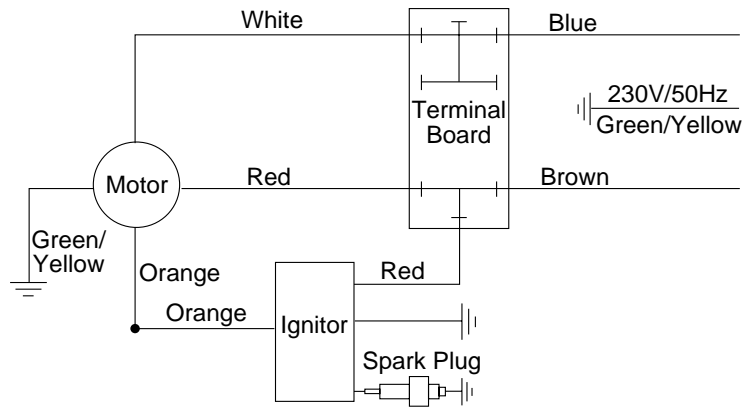 White
Blue
Terminal
Board
230V/50Hz
Green/Yellow
Motor
Red
Brown
Green/
Yellow
Orange
Red
Orange
Ignitor
Spark Plug